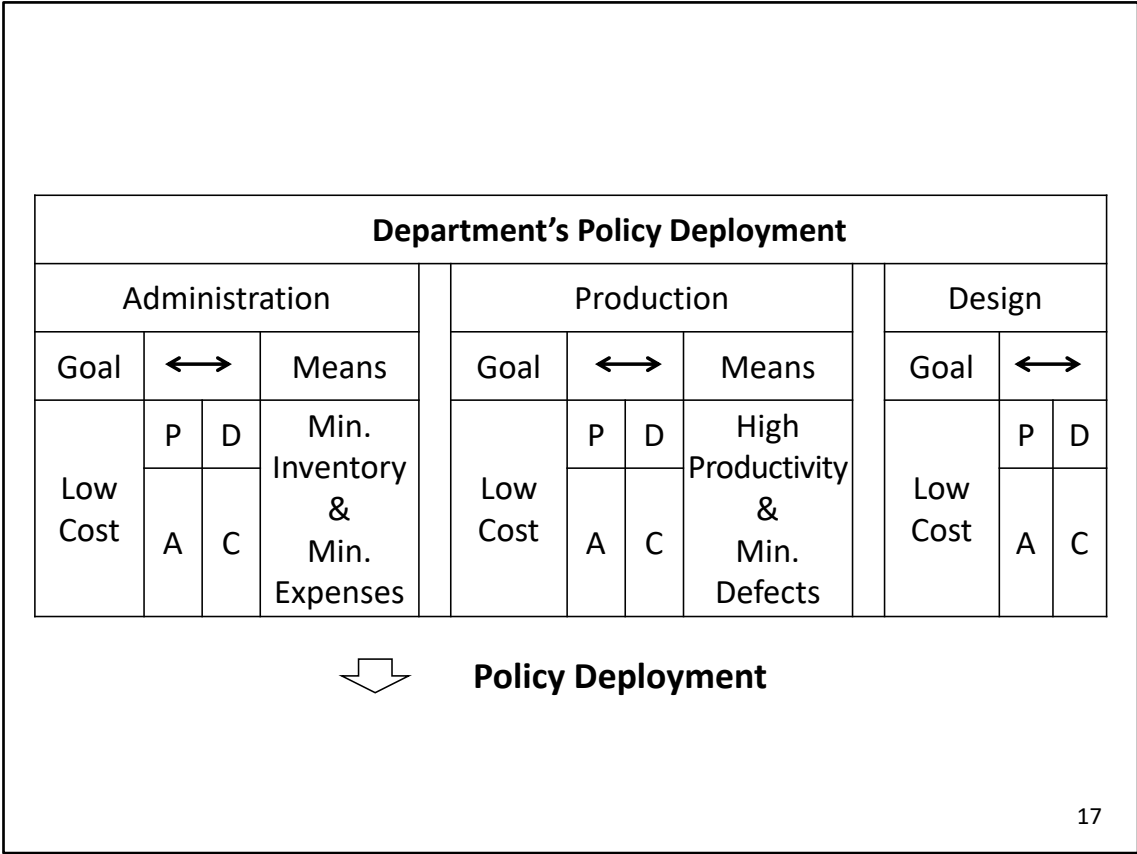 Department’s Policy Deployment
Administration
Production
Design
Goal
Means
Goal
Means
Goal
Low
Cost
P
D
A
C
Min.
Inventory
&
Min.
Expenses
Low
Cost
P
D
A
C
High
Productivity
&
Min.
Defects
Low
Cost
P
D
A
C
Policy Deployment
17